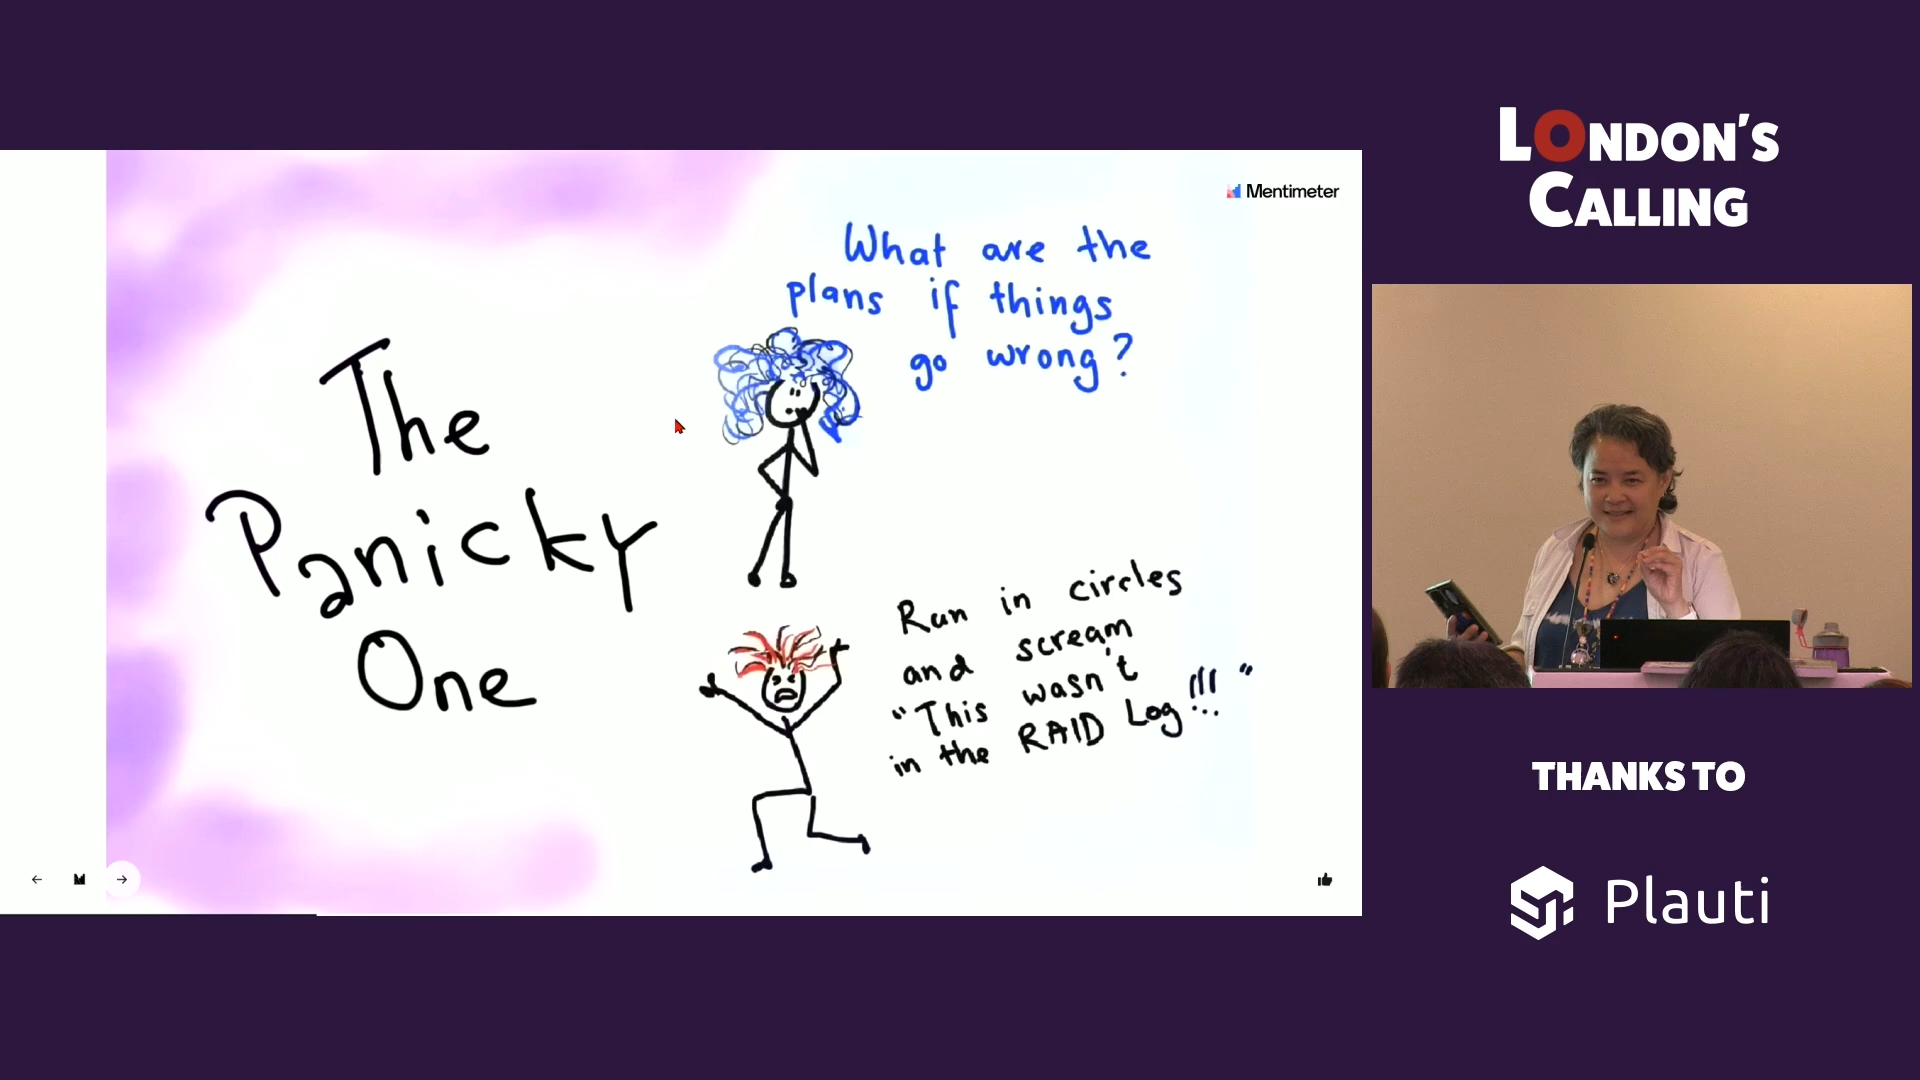 Mentimeter
What are the
plans if things
go wrong?
The
Panicky
One
Run in circles
and scream
"This wasn't
in the RAID Log!!!"
LONDON'S
CALLING
THANKS TO
Plauti